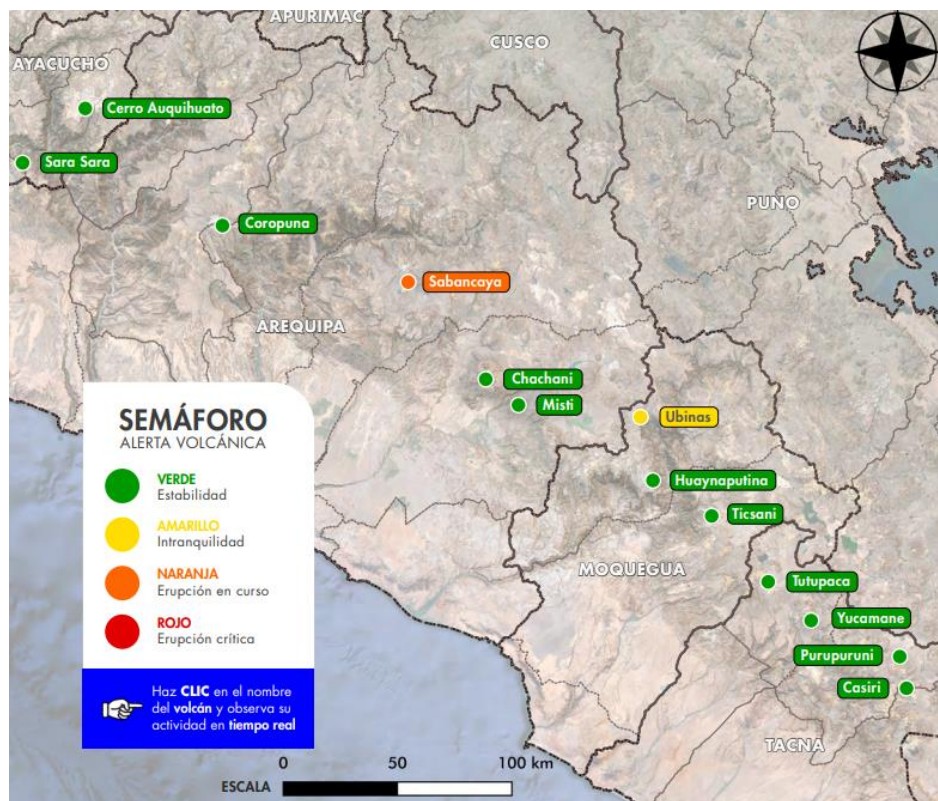 APURIMAC
CUSCO
AYACUCHO
Cerro Auquihuato
Sara Sara
PUNO
Coropuna
Sabancaya
AREQUIPA
Chachani
Misti
Ubinas
SEMÁFORO
ALERTA VOLCÁNICA
VERDE
Estabilidad
AMARILLO
Intranquilidad
NARANJA
Erupción en curso
ROJO
Erupción crítica
Haz CLIC en el nombre
del volcán y observa su
actividad en tiempo real
Huaynaputina
Ticsani
MOQUEGUA
Tutupaca
Yucamane
Purupuruni
Casiri
TACNA
ESCALA
0 50 100 km